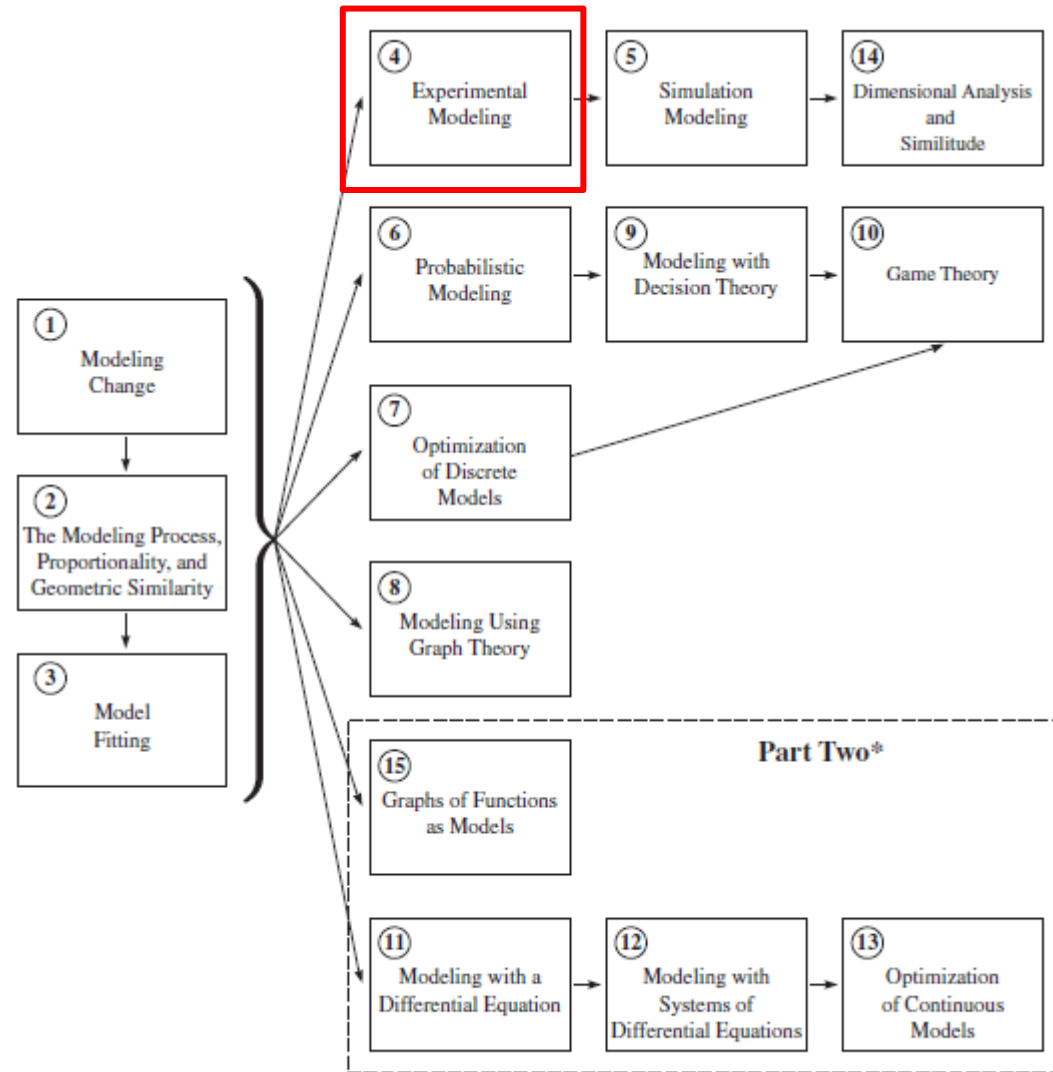 4
Experimental
Modeling
5
Simulation
Modeling
14
Dimensional Analysis
and
Similitude
6
Probabilistic
Modeling
9
Modeling with
Decision Theory
10
Game Theory
1
Modeling
Change
7
Optimization
of Discrete
Models
2
The Modeling Process,
Proportionality, and
Geometric Similarity
8
Modeling Using
Graph Theory
3
Model
Fitting
Part Two*
15
Graphs of Functions
as Models
11
Modeling with a
Differential Equation
12
Modeling with
Systems of
Differential Equations
13
Optimization
of Continuous
Models